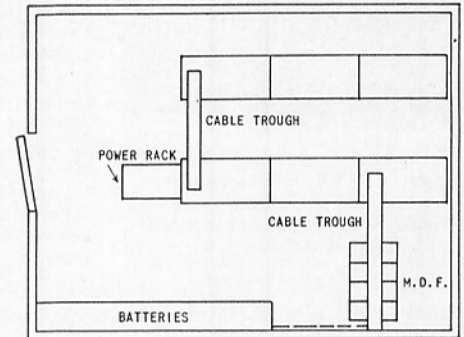 CABLE TROUGH
POWER RACK
CABLE TROUGH
M.D.F.
BATTERIES